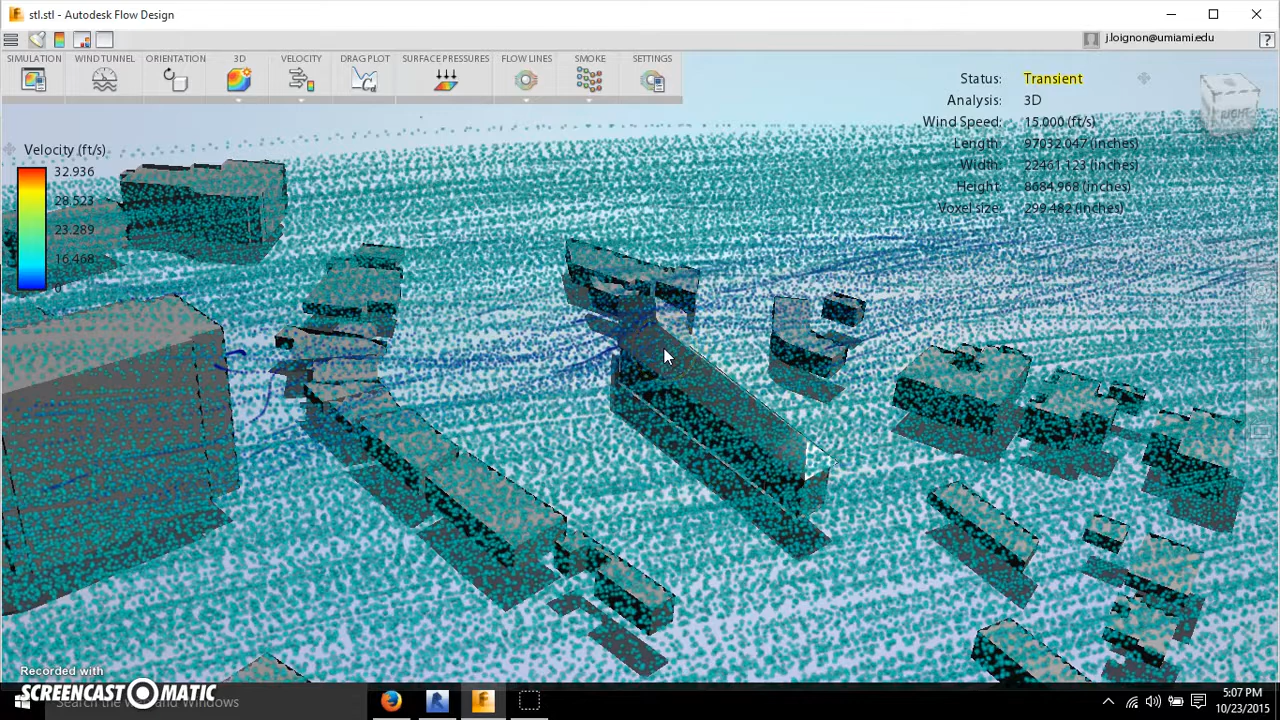 stl.stl - Autodesk Flow Design
j.loignon@umiami.edu
?
SIMULATION WIND TUNNEL ORIENTATION 3D VELOCITY DRAG PLOT SURFACE PRESSURES FLOW LINES SMOKE SETTINGS
Status: Transient
Analysis: 3D
Wind Speed: 15.000 (ft/s)
Length: 97032.047 (inches)
Width: 22461.123 (inches)
Height: 8684.968 (inches)
Voxel size: 299.482 (inches)
RIGHT
Velocity (ft/s)
32.936
28.523
23.289
16.468
0
Recorded with
SCREENCAST-O-MATIC
Search the web and Windows
5:07 PM
10/23/2015